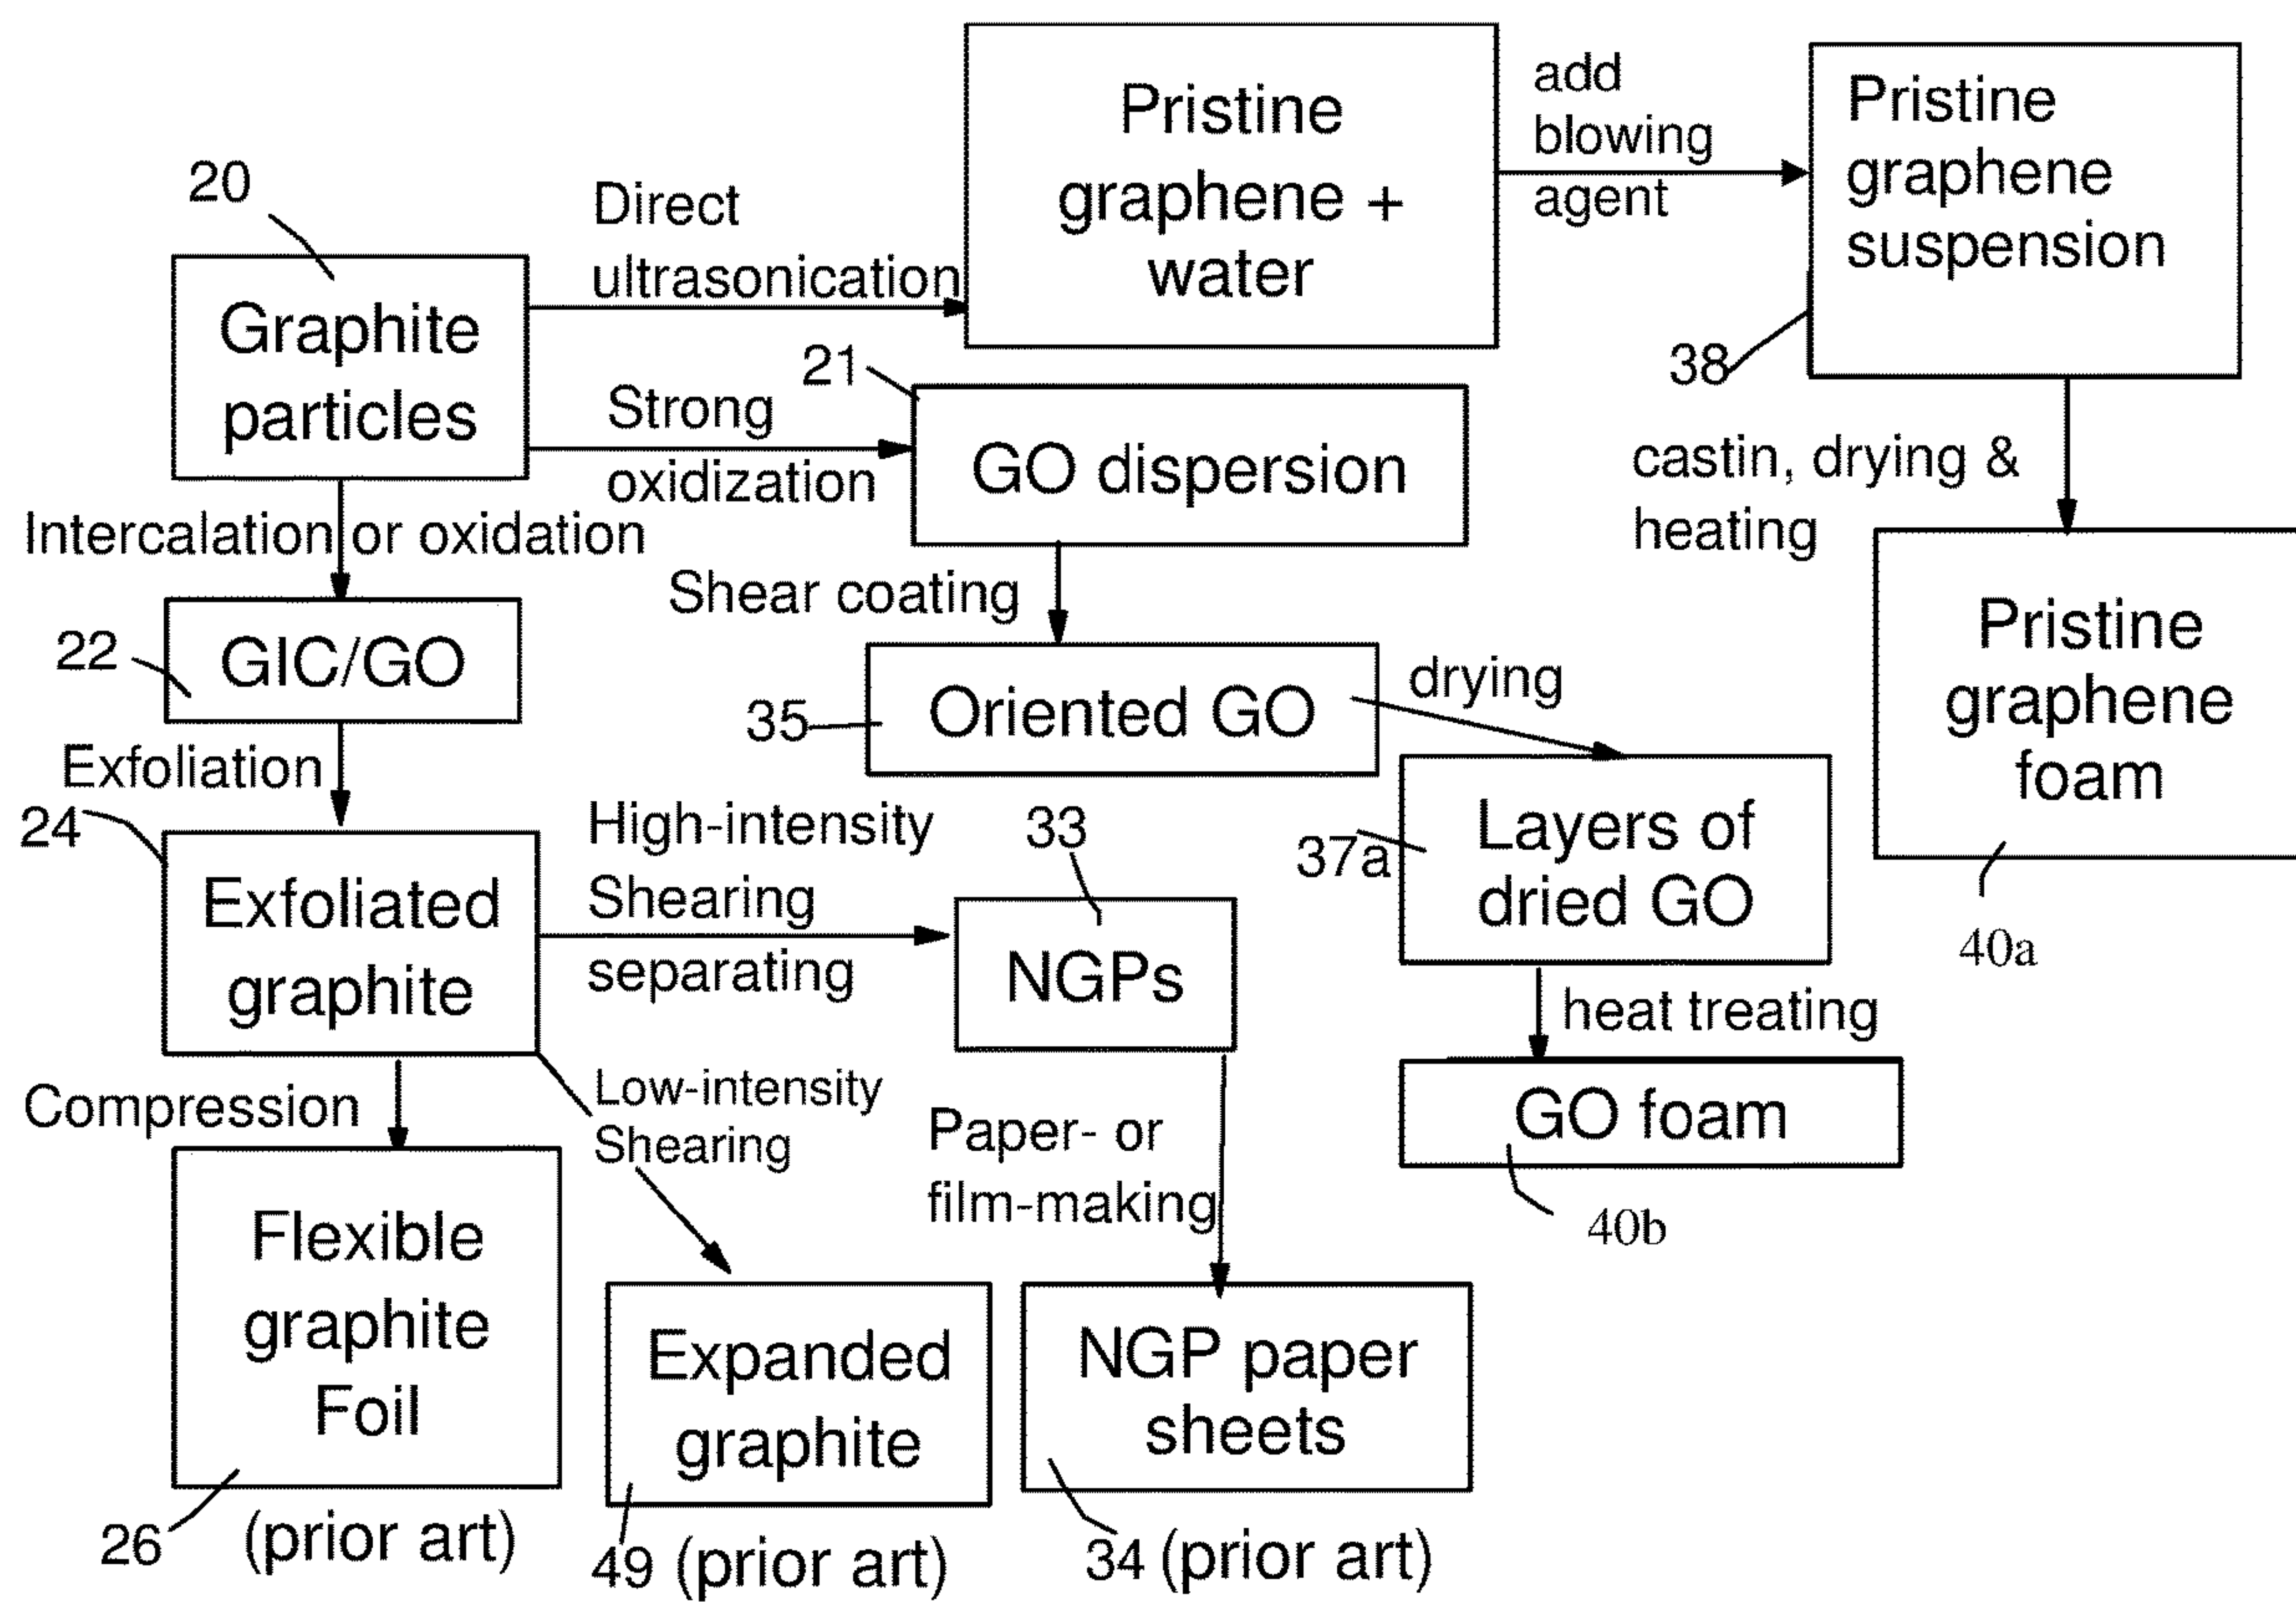 Pristine
graphene +
water
add
blowing
agent
Pristine
graphene
suspension
38
20
Direct
ultrasonication
Graphite
particles
21
Strong
oxidization
GO dispersion
castin, drying &
heating
Intercalation or oxidation
Shear coating
Pristine
graphene
foam
40a
22
GIC/GO
35
Oriented GO
drying
Exfoliation
24
Exfoliated
graphite
High-intensity
Shearing
separating
33
NGPs
37a
Layers of
dried GO
heat treating
GO foam
40b
Compression
Low-intensity
Shearing
Paper- or
film-making
Flexible
graphite
Foil
26
(prior art)
Expanded
graphite
49 (prior art)
NGP paper
sheets
34 (prior art)